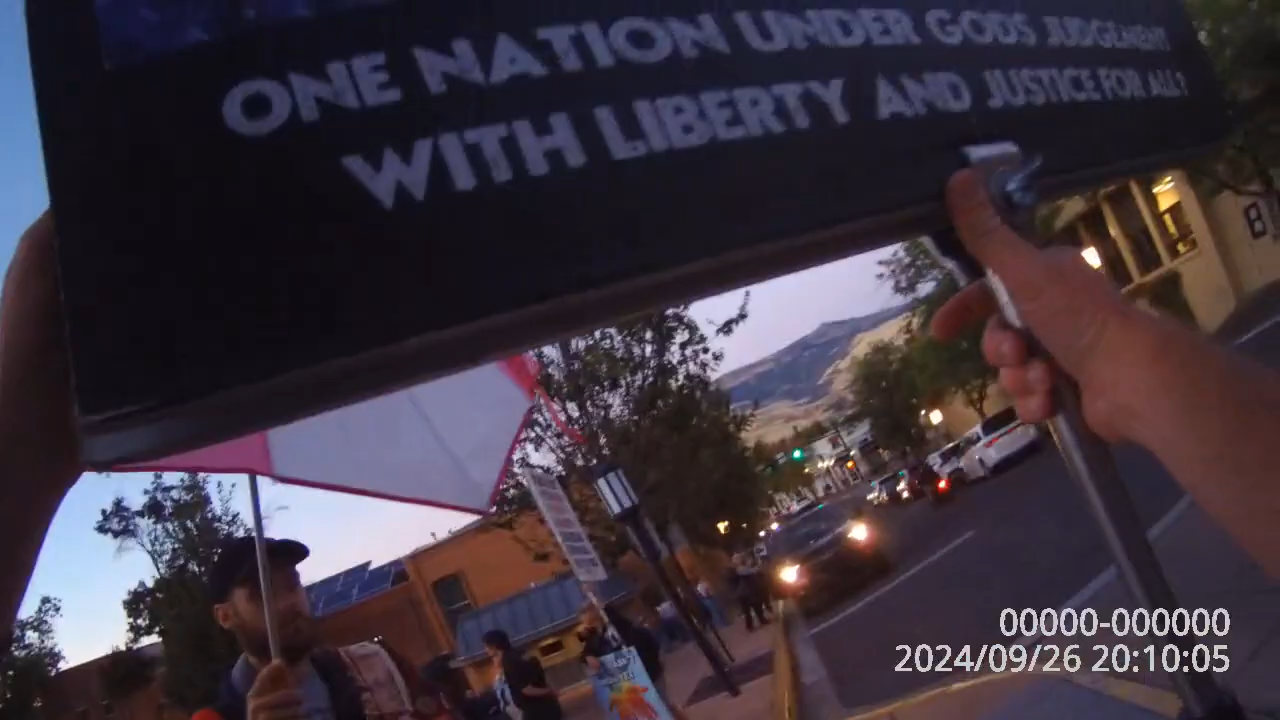 ONE NATION UNDER GODS JUDGEMENT
WITH LIBERTY AND JUSTICE FOR ALL?
B
00000-000000
2024/09/26 20:10:05